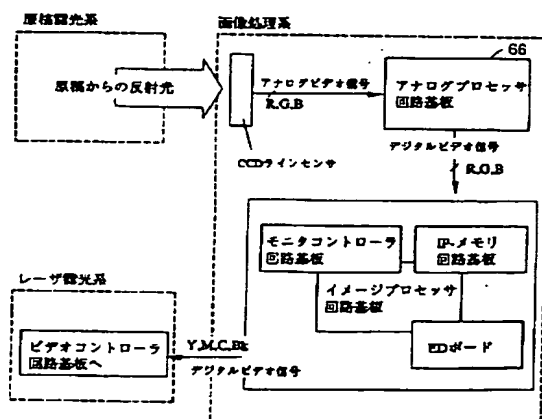 原稿露光系
原稿からの反射光
画像処理系
アナログビデオ信号
R.G.B
CCDラインセンサ
66
アナログプロセッサ
回路基板
デジタルビデオ信号
R.G.B
モニタコントローラ
回路基板
IP-メモリ
回路基板
イメージプロセッサ
回路基板
EDボード
レーザ露光系
ビデオコントローラ
回路基板へ
Y.M.C.Bk
デジタルビデオ信号